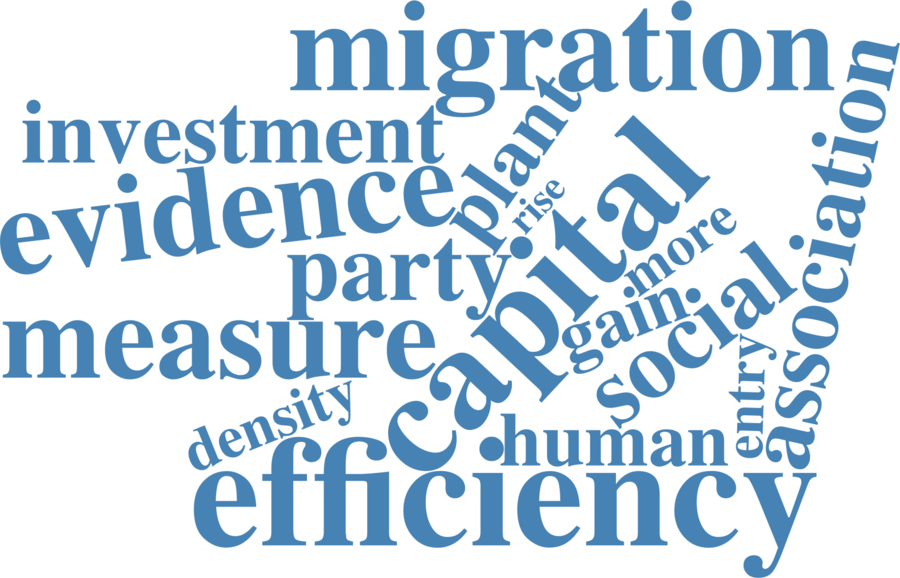 migration
investment
plant
association
evidence
rise
capital
more
party
gain
social
measure
entry
density
human
efficiency